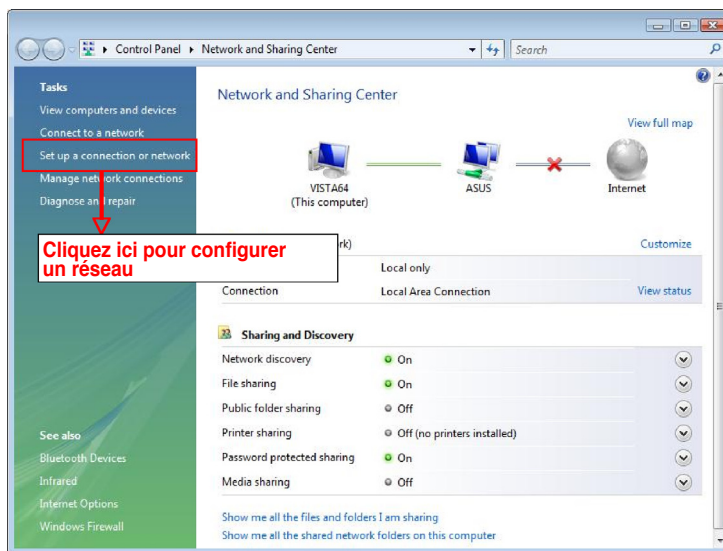 Control Panel
Network and Sharing Center
Search
Tasks
View computers and devices
Connect to a network
Set up a connection or network
Manage network connections
Diagnose and repair
Cliquez ici pour configurer
un réseau
See also
Bluetooth Devices
Infrared
Internet Options
Windows Firewall
Network and Sharing Center
View full map
VISTA64
(This computer)
ASUS
Internet
Customize
Local only
Connection
Local Area Connection
View status
Sharing and Discovery
Network discovery
On
File sharing
On
Public folder sharing
Off
Printer sharing
Off (no printers installed)
Password protected sharing
On
Media sharing
Off
Show me all the files and folders I am sharing
Show me all the shared network folders on this computer